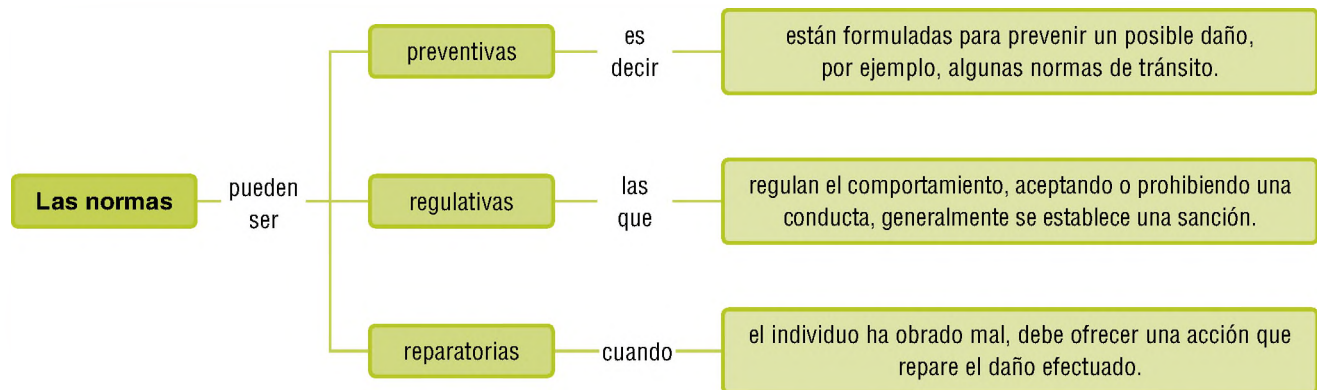 Las normas
pueden
ser
preventivas
es
decir
están formuladas para prevenir un posible daño,
por ejemplo, algunas normas de tránsito.
regulativas
las
que
regulan el comportamiento, aceptando o prohibiendo una
conducta, generalmente se establece una sanción.
reparatorias
cuando
el individuo ha obrado mal, debe ofrecer una acción que
repare el daño efectuado.